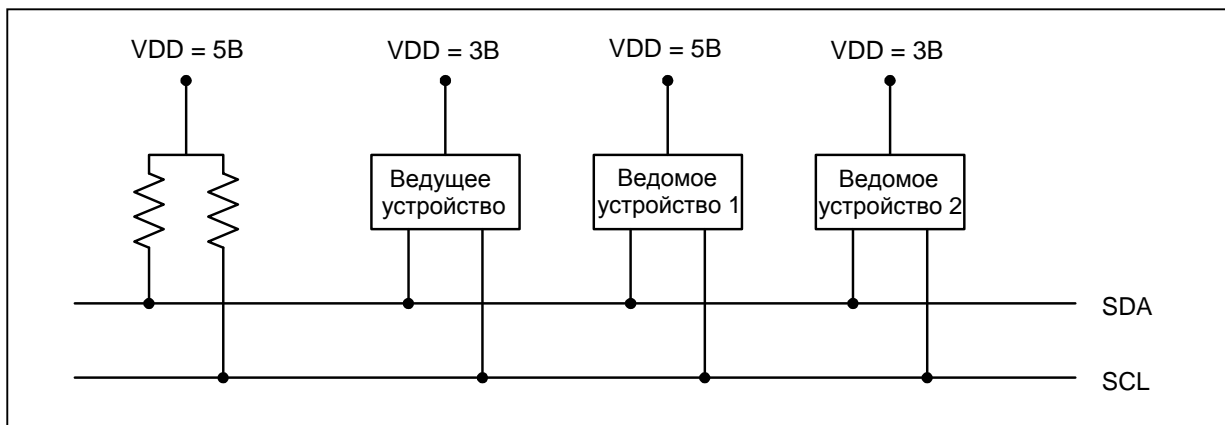 VDD = 5В
VDD = 3В
VDD = 5В
VDD = 3В
Ведущее
устройство
Ведомое
устройство 1
Ведомое
устройство 2
SDA
SCL